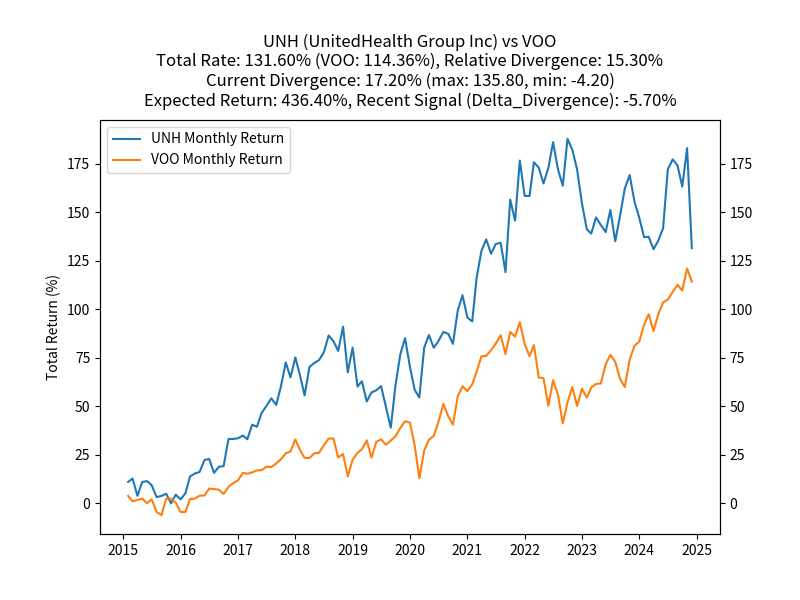 UNH (UnitedHealth Group Inc) vs VOO
Total Rate: 131.60% (VOO: 114.36%), Relative Divergence: 15.30%
Current Divergence: 17.20% (max: 135.80, min: -4.20)
Expected Return: 436.40%, Recent Signal (Delta_Divergence): -5.70%
UNH Monthly Return
VOO Monthly Return
Total Return (%)
175
150
125
100
75
50
25
0
175
150
125
100
75
50
25
0
2015 2016 2017 2018 2019 2020 2021 2022 2023 2024 2025